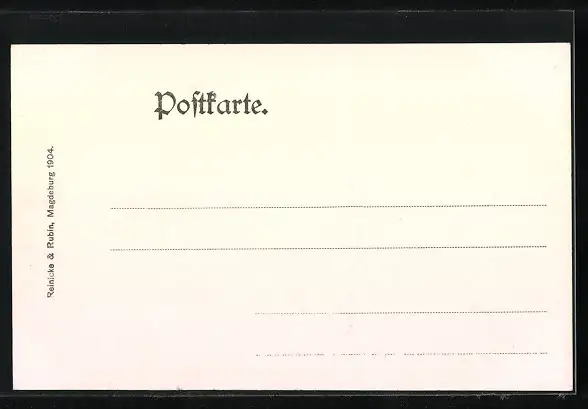 Postkarte.
Reinicke & Rubin, Magdeburg 1904.